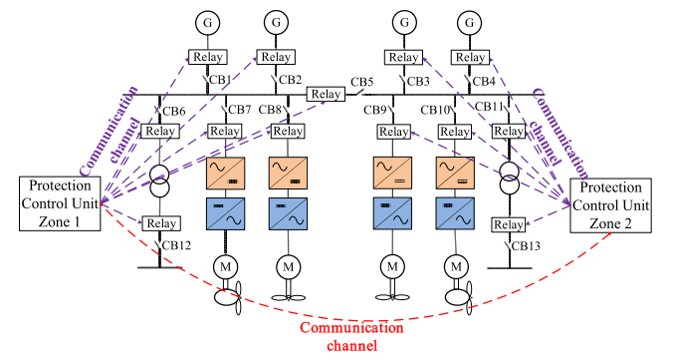 G
G
G
G
Relay
Relay
Relay
Relay
CB1
CB2
CB5
CB3
CB4
Relay
Communication
channel
CB6
CB7
CB8
CB9
CB10
CB11
Communication
channel
Relay
Relay
Relay
Relay
Relay
Relay
Protection
Control Unit
Zone 1
Protection
Control Unit
Zone 2
Relay
Relay
CB12
CB13
M
M
M
M
Communication
channel